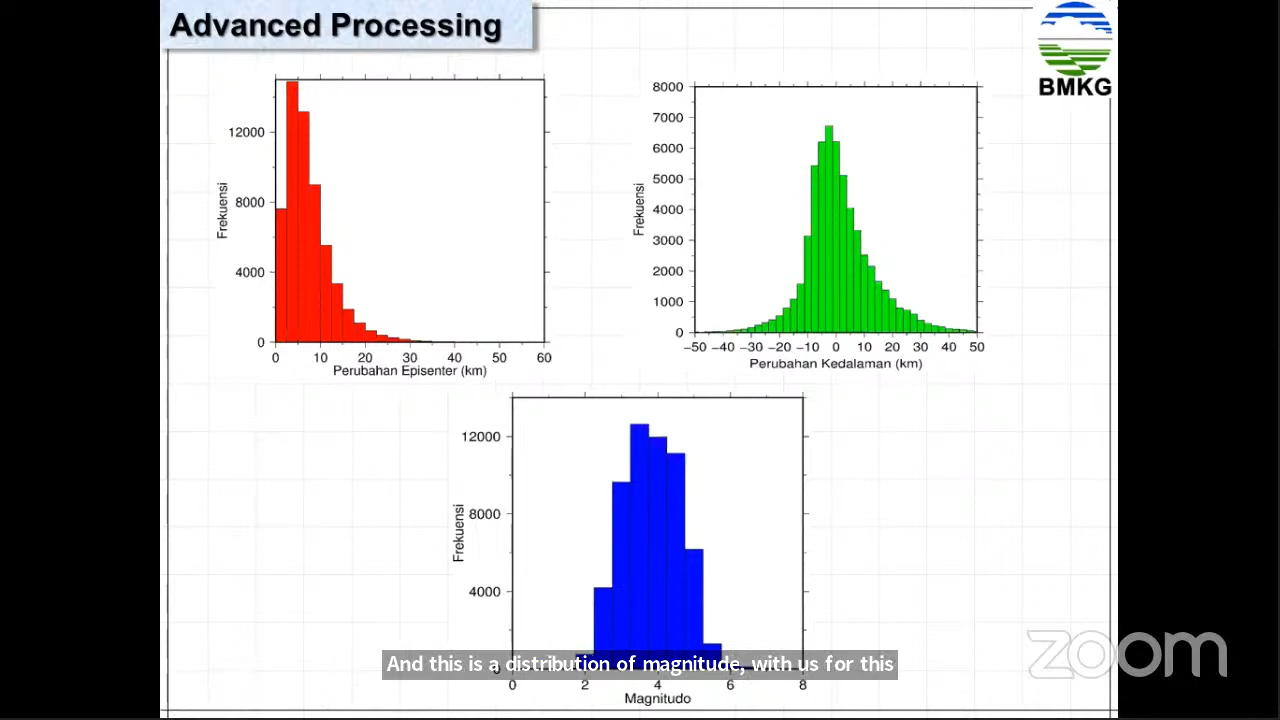 Advanced Processing
BMKG
Frekuensi
12000
8000
4000
0
0 10 20 30 40 50 60
Perubahan Episenter (km)
Frekuensi
8000
7000
6000
5000
4000
3000
2000
1000
0
−50 −40 −30 −20 −10 0 10 20 30 40 50
Perubahan Kedalaman (km)
Frekuensi
12000
8000
4000
0
0 2 4 6 8
Magnitudo
And this is a distribution of magnitude, with us for this
zoom